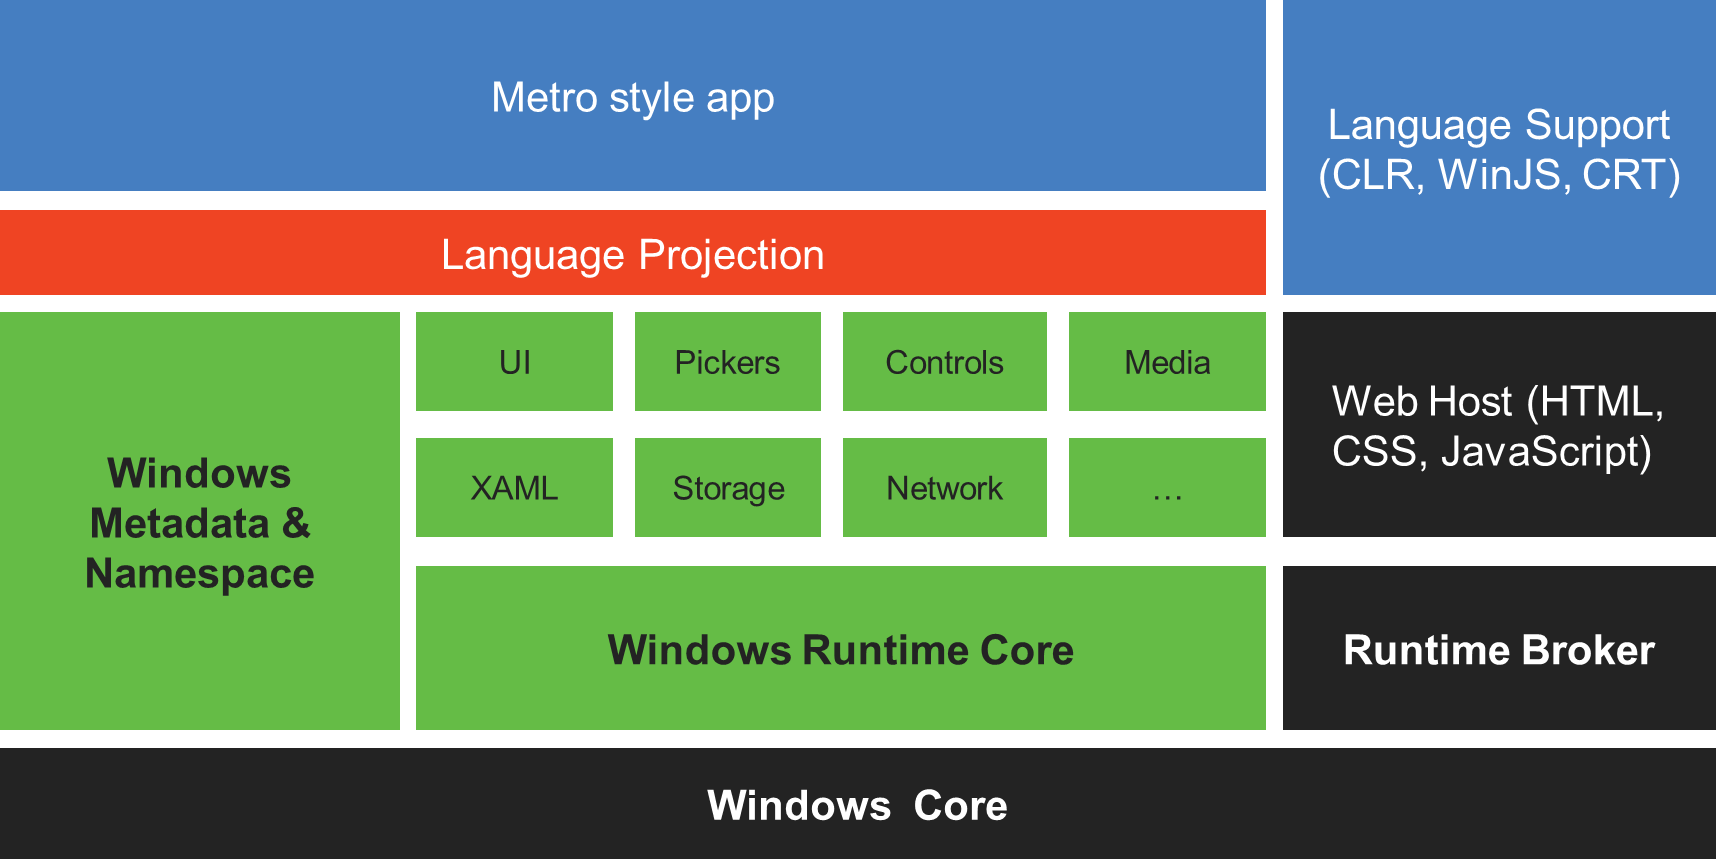 Metro style app
Language Support
(CLR, WinJS, CRT)
Language Projection
UI
Pickers
Controls
Media
Web Host (HTML,
CSS, JavaScript)
Windows
Metadata &
Namespace
XAML
Storage
Network
...
Windows Runtime Core
Runtime Broker
Windows Core